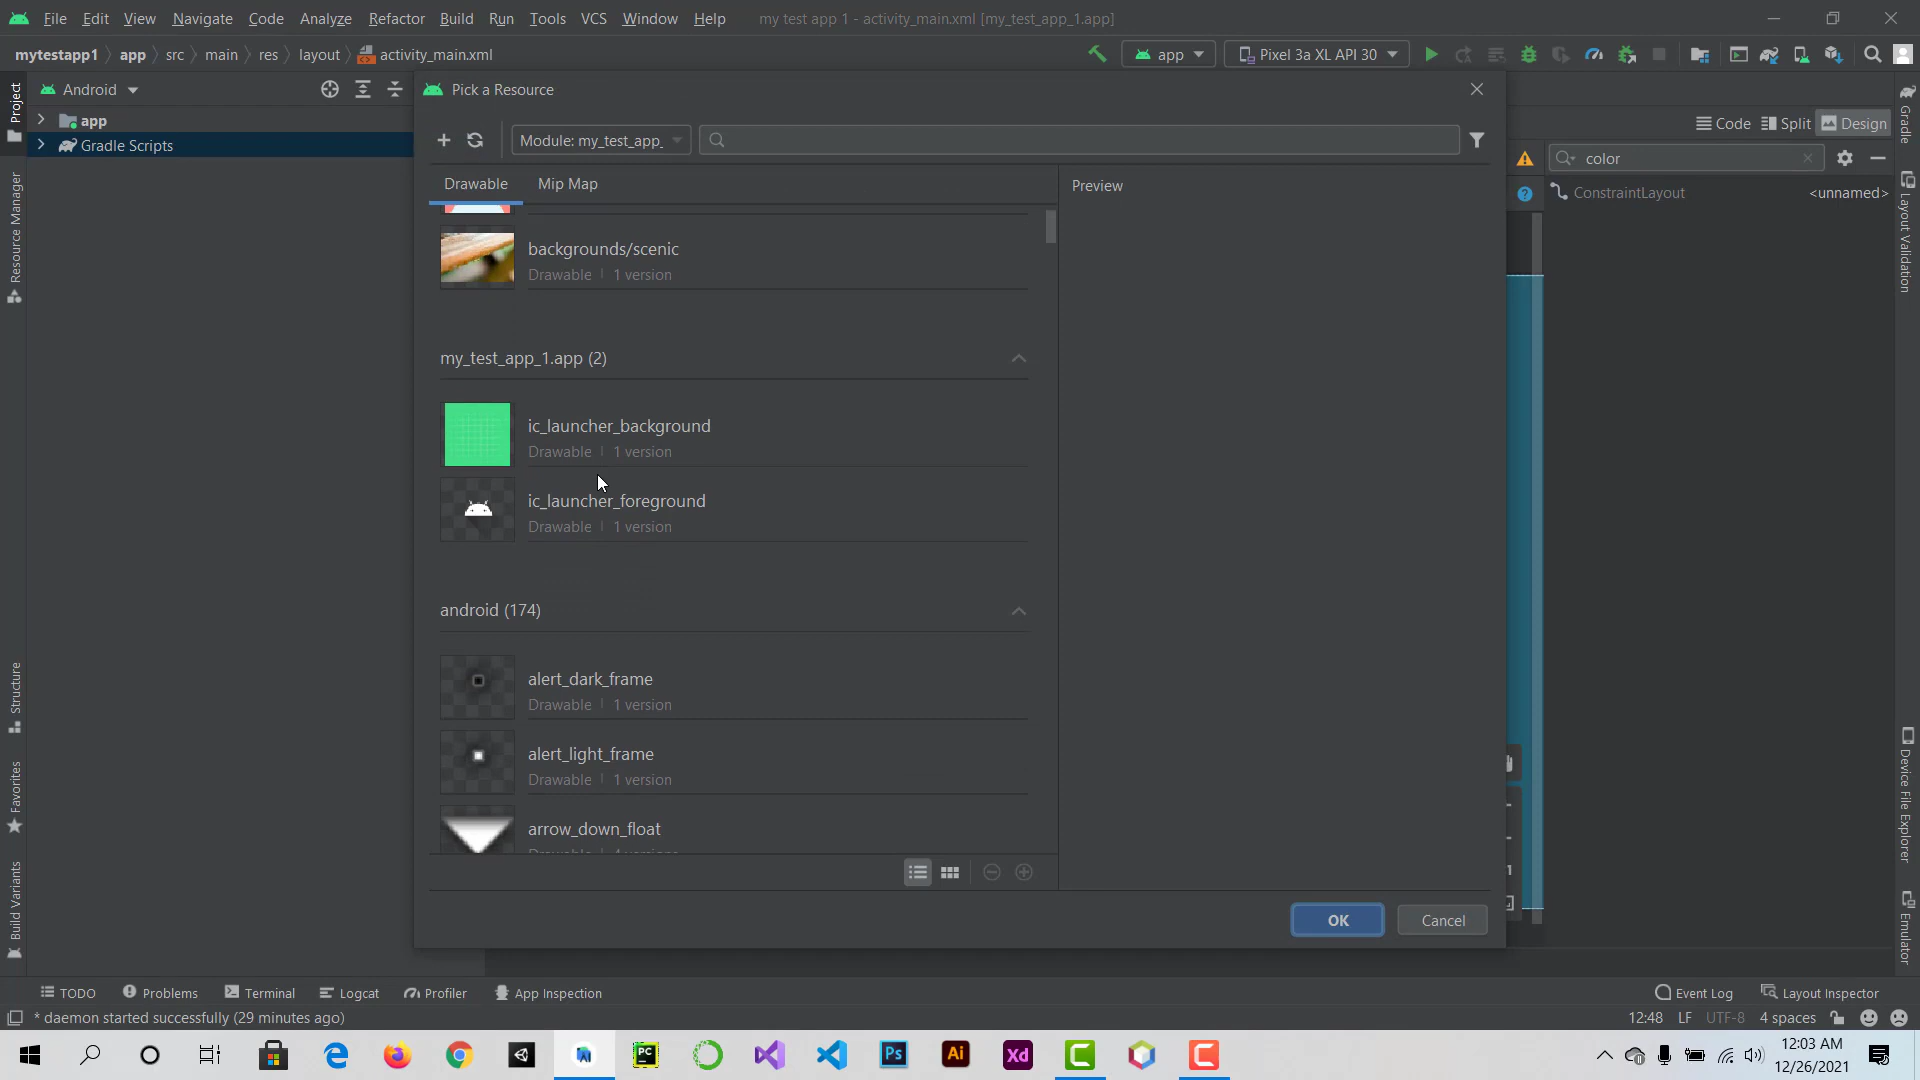 File Edit View Navigate Code Analyze Refactor Build Run Tools VCS Window Help my test app 1 - activity_main.xml [my_test_app_1.app]
mytestapp1 app src main res layout activity_main.xml app Pixel 3a XL API 30
Android
Pick a Resource
app
Gradle Scripts
Module: my_test_app_
Code Split Design
color
Drawable Mip Map
Preview
ConstraintLayout <unnamed>
backgrounds/scenic
Drawable 1 version
my_test_app_1.app (2)
ic_launcher_background
Drawable 1 version
ic_launcher_foreground
Drawable 1 version
android (174)
alert_dark_frame
Drawable 1 version
alert_light_frame
Drawable 1 version
arrow_down_float
OK Cancel
Project
Resource Manager
Structure
Favorites
Build Variants
Gradle
Layout Validation
Device File Explorer
Emulator
TODO Problems Terminal Logcat Profiler App Inspection Event Log Layout Inspector
* daemon started successfully (29 minutes ago) 12:48 LF UTF-8 4 spaces
PC Ps Ai Xd
12:03 AM
12/26/2021